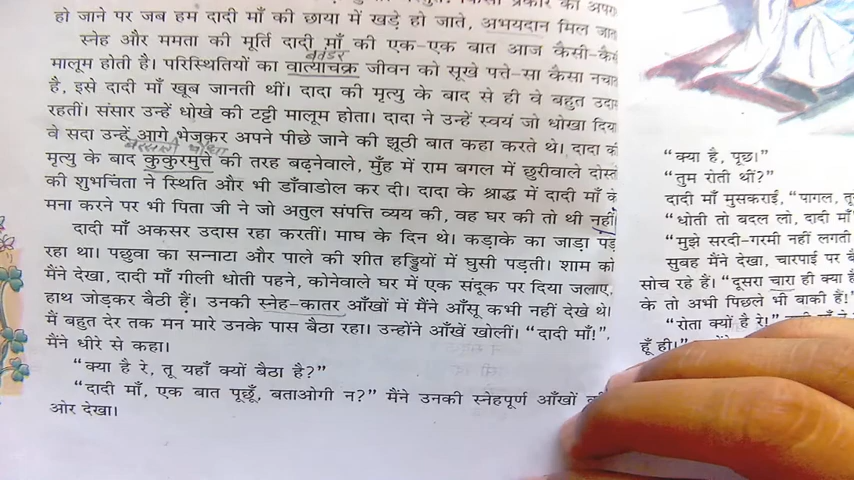 हो जाने पर जब हम दादी माँ की छाया में खड़े हो जाते, अभयदान मिल जाता
स्नेह और ममता की मूर्ति दादी माँ की एक-एक बात आज कैसी-कैसी
बवंडर
मालूम होती है। परिस्थितियों का वात्याचक्र जीवन को सूखे पत्ते-सा कैसा नचाता
है, इसे दादी माँ खूब जानती थीं। दादा की मृत्यु के बाद से ही वे बहुत उदास
रहतीं। संसार उन्हें धोखे की टट्टी मालूम होता। दादा ने उन्हें स्वयं जो धोखा दिया
वे सदा उन्हें आगे भेजकर अपने पीछे जाने की झूठी बात कहा करते थे। दादा की
मृत्यु के बाद कुकुरमुत्ते की तरह बढ़नेवाले, मुँह में राम बगल में छुरीवाले दोस्तों
की शुभचिंता ने स्थिति और भी डाँवाडोल कर दी। दादा के श्राद्ध में दादी माँ के
मना करने पर भी पिता जी ने जो अतुल संपत्ति व्यय की, वह घर की तो थी नहीं
दादी माँ अकसर उदास रहा करतीं। माघ के दिन थे। कड़ाके का जाड़ा पड़
रहा था। पछुवा का सन्नाटा और पाले की शीत हड्डियों में घुसी पड़ती। शाम को
मैंने देखा, दादी माँ गीली धोती पहने, कोनेवाले घर में एक संदूक पर दिया जलाए,
हाथ जोड़कर बैठी हैं। उनकी स्नेह-कातर आँखों में मैंने आँसू कभी नहीं देखे थे।
मैं बहुत देर तक मन मारे उनके पास बैठा रहा। उन्होंने आँखें खोलीं। “दादी माँ!”,
मैंने धीरे से कहा।
“क्या है रे, तू यहाँ क्यों बैठा है?”
“दादी माँ, एक बात पूछूँ, बताओगी न?” मैंने उनकी स्नेहपूर्ण आँखों की
ओर देखा।
“क्या है, पूछ।”
“तुम रोती थीं?”
दादी माँ मुसकराईं, “पागल, तू
“धोती तो बदल लो, दादी माँ
“मुझे सरदी-गरमी नहीं लगती
सुबह मैंने देखा, चारपाई पर बै
सोच रहे हैं। “दूसरा चारा ही क्या है
के तो अभी पिछले भी बाकी हैं!”
“रोता क्यों है रे!”
हूँ ही।”